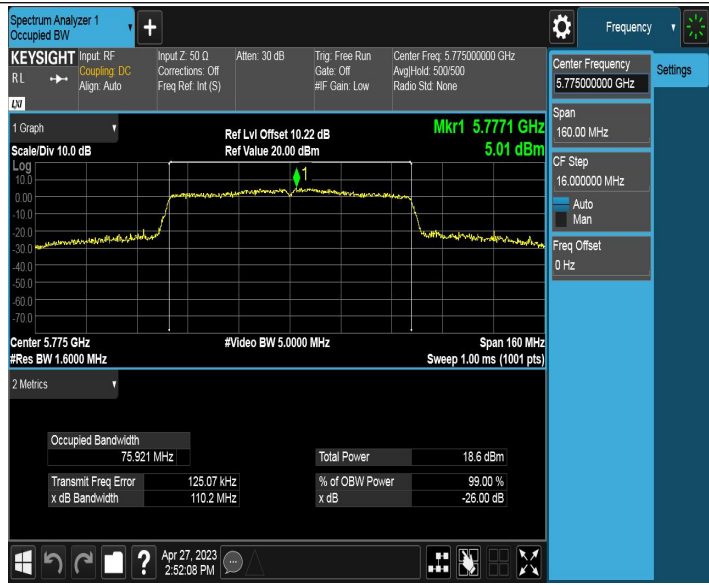 Spectrum Analyzer 1
Occupied BW
+
Frequency
KEYSIGHT
RL
LXI
Input: RF
Coupling: DC
Align: Auto
Input Z: 50 Ω
Corrections: Off
Freq Ref: Int (S)
Atten: 30 dB
Trig: Free Run
Gate: Off
#IF Gain: Low
Center Freq: 5.775000000 GHz
Avg|Hold: 500/500
Radio Std: None
Center Frequency
5.775000000 GHz
Settings
Span
160.00 MHz
CF Step
16.000000 MHz
Auto
Man
Freq Offset
0 Hz
1 Graph
Scale/Div 10.0 dB
Ref Lvl Offset 10.22 dB
Ref Value 20.00 dBm
Mkr1 5.7771 GHz
5.01 dBm
Log
10.0
0.00
-10.0
-20.0
-30.0
-40.0
-50.0
-60.0
-70.0
1
Center 5.775 GHz
#Video BW 5.0000 MHz
Span 160 MHz
#Res BW 1.6000 MHz
Sweep 1.00 ms (1001 pts)
2 Metrics
Occupied Bandwidth
75.921 MHz
Total Power 18.6 dBm
Transmit Freq Error 125.07 kHz
% of OBW Power 99.00 %
x dB Bandwidth 110.2 MHz
x dB -26.00 dB
?
Apr 27, 2023
2:52:08 PM